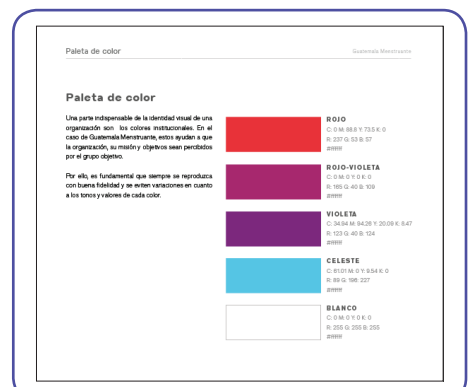 Paleta de color
Guatemala Menstruante
Paleta de color
Una parte indispensable de la identidad visual de una
organización son los colores institucionales. En el
caso de Guatemala Menstruante, estos ayudan a que
la organización, su misión y objetivos sean percibidos
por el grupo objetivo.
Por ello, es fundamental que siempre se reproduzca
con buena fidelidad y se eviten variaciones en cuanto
a los tonos y valores de cada color.
ROJO
C: 0 M: 88.8 Y: 73.5 K: 0
R: 237 G: 53 B: 57
#ffffff
ROJO-VIOLETA
C: 0 M: 0 Y: 0 K: 0
R: 165 G: 40 B: 109
#ffffff
VIOLETA
C: 34.94 M: 94.26 Y: 20.09 K: 8.47
R: 123 G: 40 B: 124
#ffffff
CELESTE
C: 61.01 M: 0 Y: 9.54 K: 0
R: 89 G: 198: 227
#ffffff
BLANCO
C: 0 M: 0 Y: 0 K: 0
R: 255 G: 255 B: 255
#ffffff